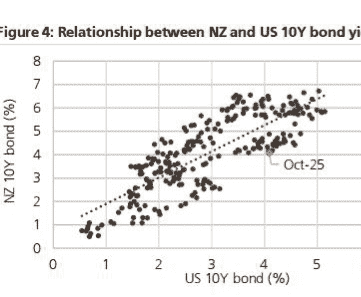 Figure 4: Relationship between NZ and US 10Y bond yi
8
7
6
5
4
3
2
1
0
NZ 10Y bond (%)
Oct-25
0 1 2 3 4 5
US 10Y bond (%)